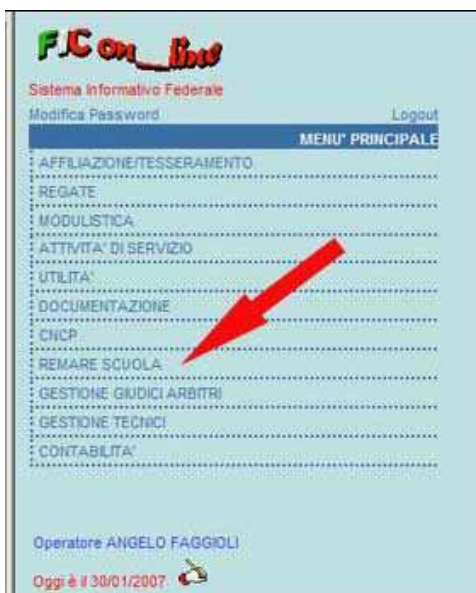 FIC on_line
Sistema Informativo Federale
Modifica Password Logout
MENU' PRINCIPALE
AFFILIAZIONE/TESSERAMENTO
REGATE
MODULISTICA
ATTIVITA' DI SERVIZIO
UTILITA'
DOCUMENTAZIONE
CNCP
REMARE SCUOLA
GESTIONE GIUDICI ARBITRI
GESTIONE TECNICI
CONTABILITA'
Operatore ANGELO FAGGIOLI
Oggi è il 30/01/2007